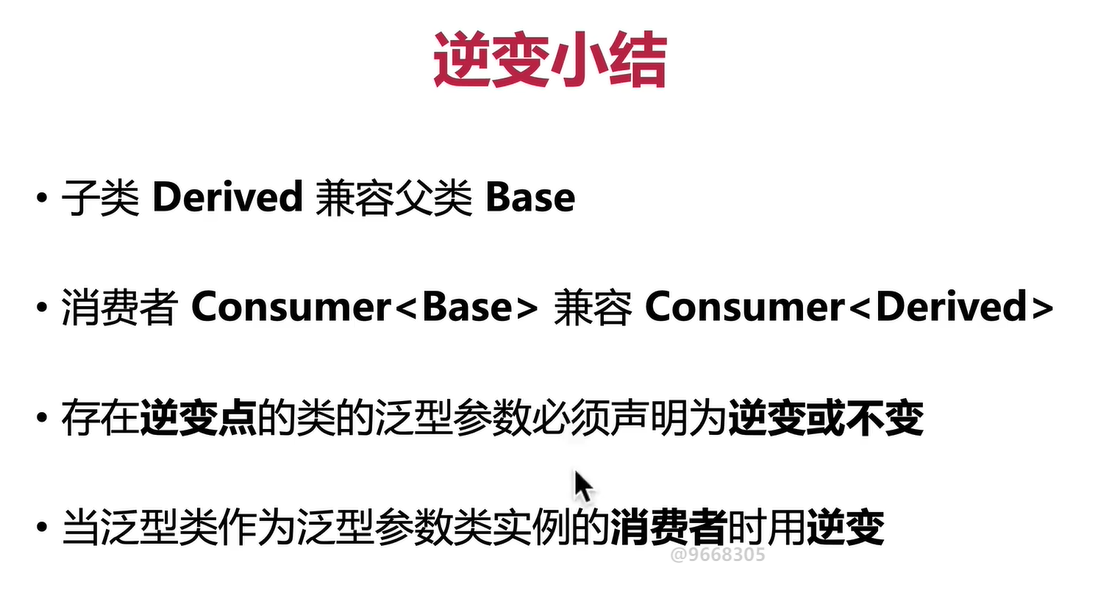 逆变小结
• 子类 Derived 兼容父类 Base
• 消费者 Consumer<Base> 兼容 Consumer<Derived>
• 存在逆变点的类的泛型参数必须声明为逆变或不变
• 当泛型类作为泛型参数类实例的消费者时用逆变
@9668305